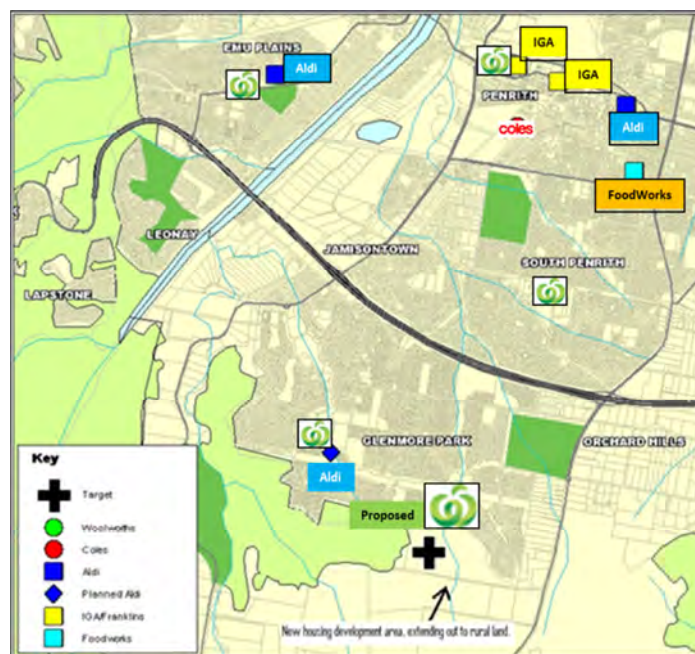 IGA
EMU PLAINS
Aldi
IGA
PENRITH
coles
Aldi
FoodWorks
LEONAY
JAMISONTOWN
SOUTH PENRITH
LAPSTONE
GLENMORE PARK
ORCHARD HILLS
Aldi
Proposed
Key
Target
Woolworths
Coles
Aldi
Planned Aldi
IGA/Franklins
Foodworks
New housing development area, extending out to rural land.